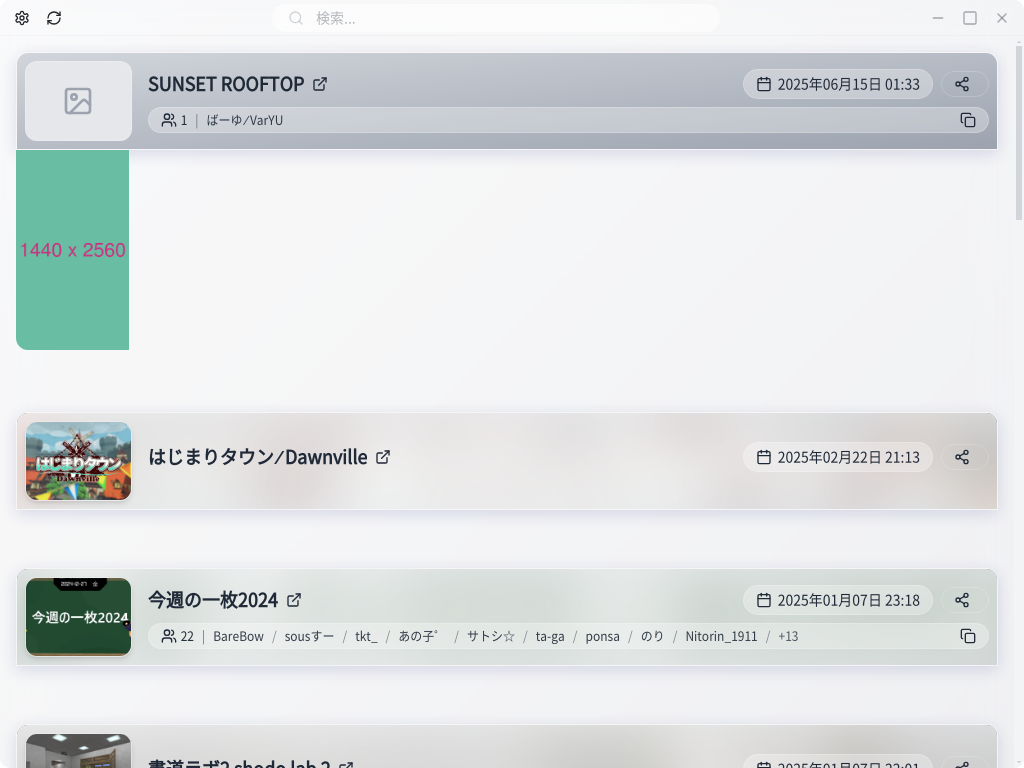 検索...
SUNSET ROOFTOP
2025年06月15日 01:33
1 | ばーゆ/VarYU
1440 x 2560
はじまりタウン
Dawnville
はじまりタウン/Dawnville
2025年02月22日 21:13
今週の一枚2024
今週の一枚2024
2025年01月07日 23:18
22 | BareBow / sousすー / tkt_ / あの子゜ / サトシ☆ / ta-ga / ponsa / のり / Nitorin_1911 / +13
書道ラボ2 shodo lab 2
2025年01月07日 22:01